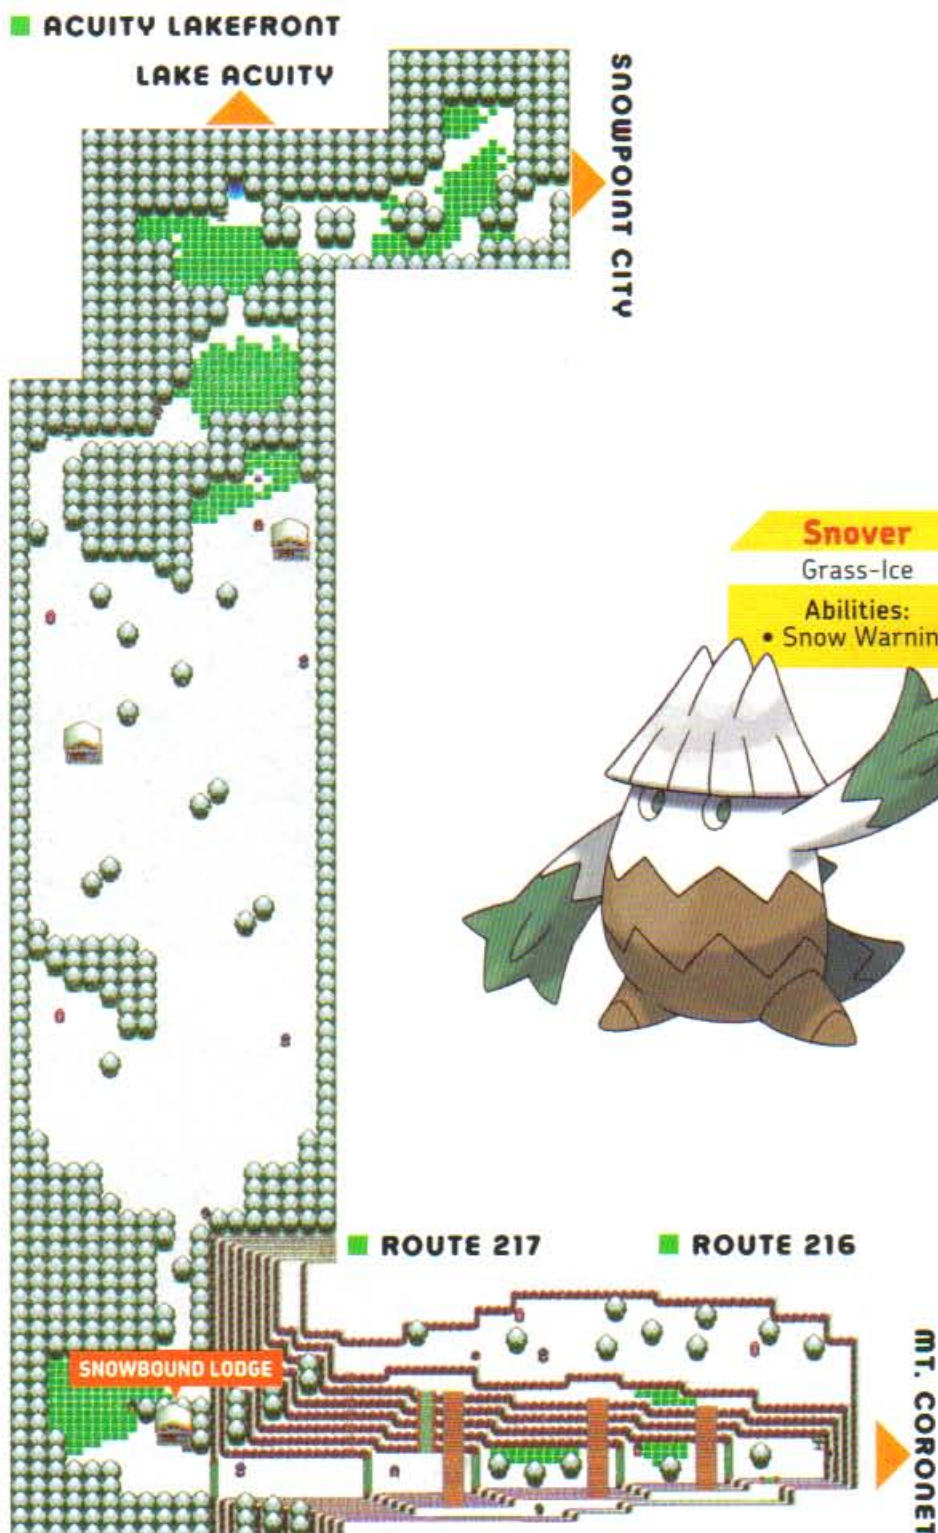 ACUITY LAKEFRONT
LAKE ACUITY
SNOWPOINT CITY
Snover
Grass-Ice
Abilities:
• Snow Warnin
ROUTE 217
ROUTE 216
SNOWBOUND LODGE
MT. CORONET